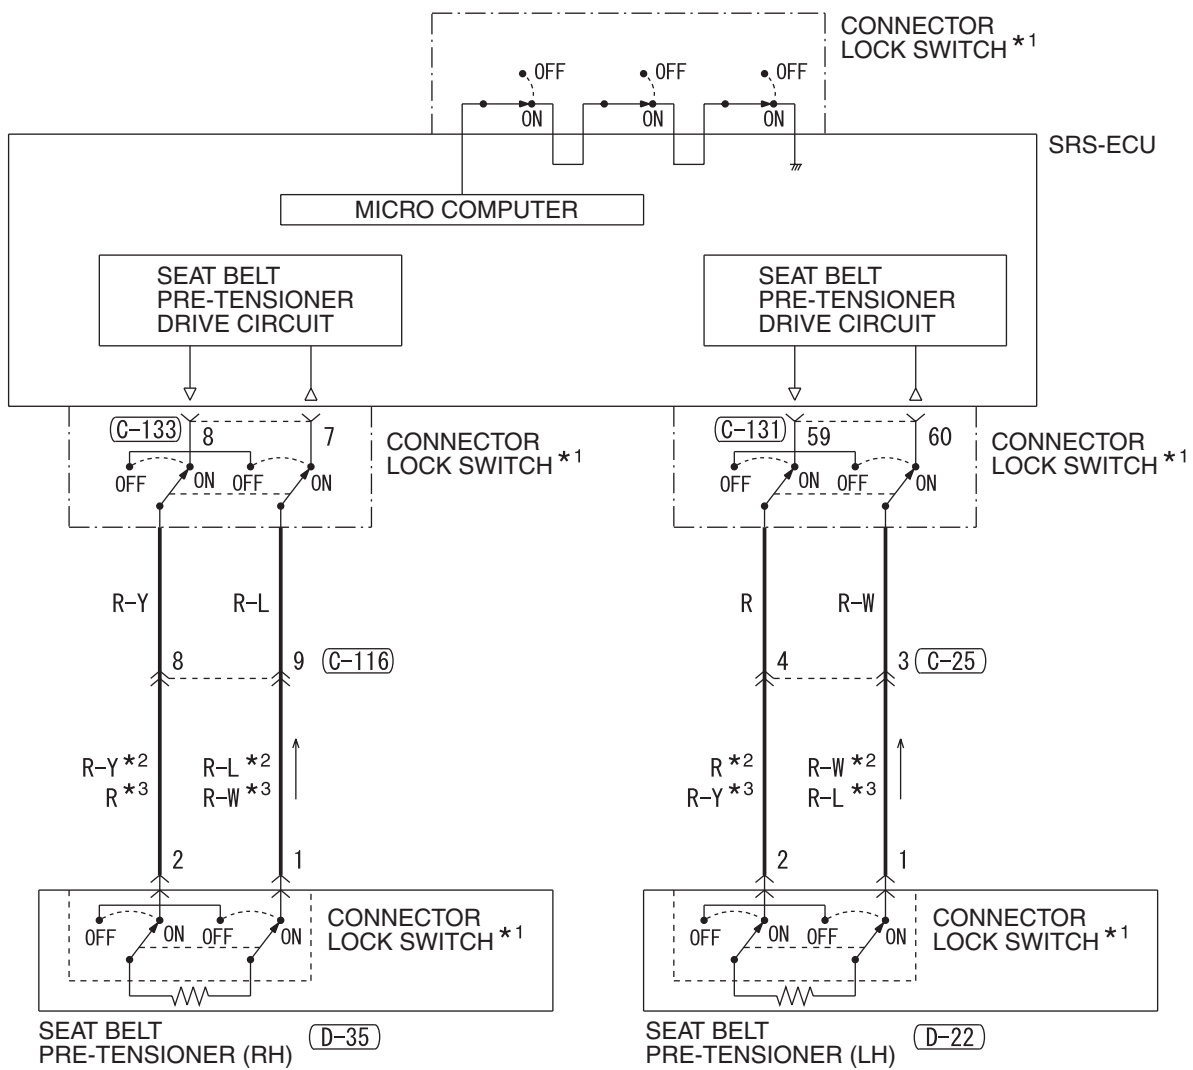 CONNECTOR
LOCK SWITCH *1
OFF OFF OFF
ON ON ON
SRS-ECU
MICRO COMPUTER
SEAT BELT
PRE-TENSIONER
DRIVE CIRCUIT
SEAT BELT
PRE-TENSIONER
DRIVE CIRCUIT
C-133 8 7
OFF ON OFF ON
CONNECTOR
LOCK SWITCH *1
C-131 59 60
OFF ON OFF ON
CONNECTOR
LOCK SWITCH *1
R-Y R-L R R-W
8 9 C-116 4 3 C-25
R-Y *2 R-L *2 R *2 R-W *2
R *3 R-W *3 R-Y *3 R-L *3
2 1 2 1
OFF ON OFF ON
CONNECTOR
LOCK SWITCH *1
OFF ON OFF ON
CONNECTOR
LOCK SWITCH *1
SEAT BELT
PRE-TENSIONER (RH)
D-35
SEAT BELT
PRE-TENSIONER (LH)
D-22